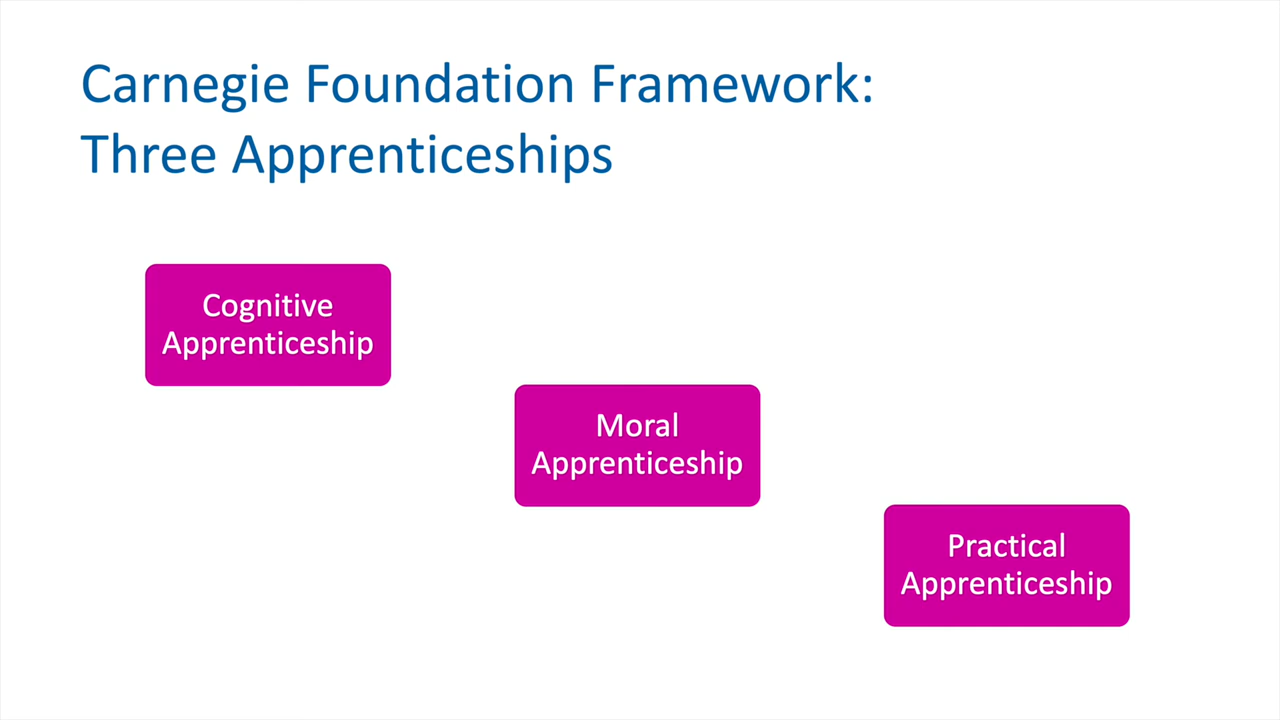 Carnegie Foundation Framework:
Three Apprenticeships
Cognitive
Apprenticeship
Moral
Apprenticeship
Practical
Apprenticeship